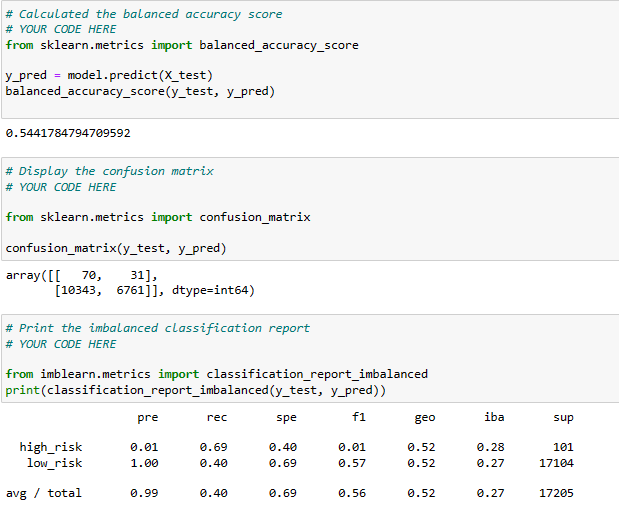 # Calculated the balanced accuracy score
# YOUR CODE HERE
from sklearn.metrics import balanced_accuracy_score
y_pred = model.predict(X_test)
balanced_accuracy_score(y_test, y_pred)
0.5441784794709592
# Display the confusion matrix
# YOUR CODE HERE
from sklearn.metrics import confusion_matrix
confusion_matrix(y_test, y_pred)
array([[   70,    31],
       [10343,  6761]], dtype=int64)
# Print the imbalanced classification report
# YOUR CODE HERE
from imblearn.metrics import classification_report_imbalanced
print(classification_report_imbalanced(y_test, y_pred))
pre rec spe f1 geo iba sup
high_risk 0.01 0.69 0.40 0.01 0.52 0.28 101
low_risk 1.00 0.40 0.69 0.57 0.52 0.27 17104
avg / total 0.99 0.40 0.69 0.56 0.52 0.27 17205